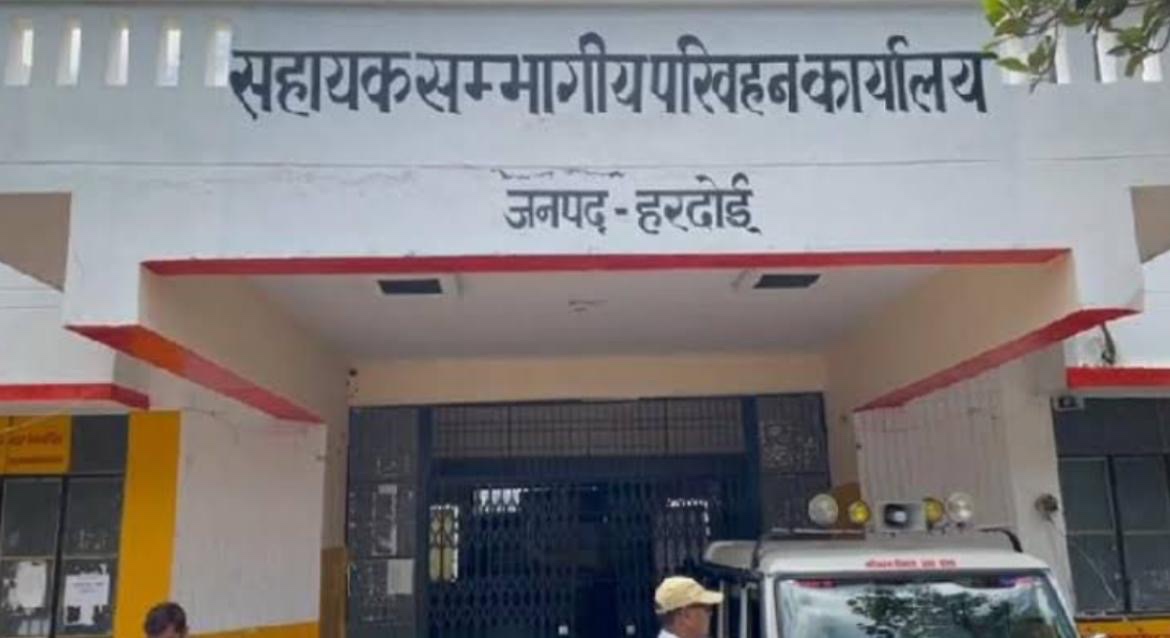 सहायक सम्भागीय परिवहन कार्यालय
जनपद - हरदोई